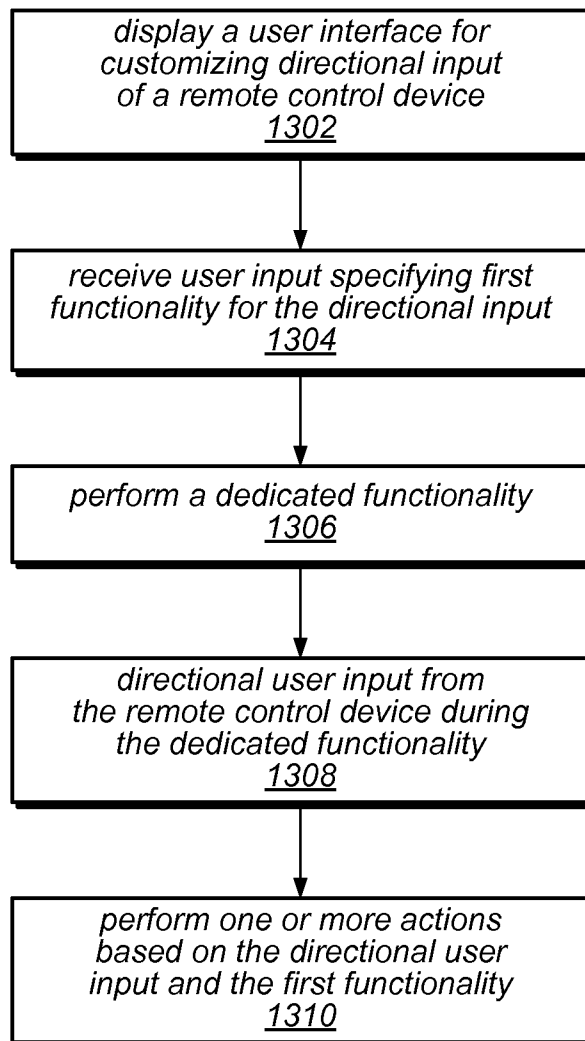 display a user interface for
customizing directional input
of a remote control device
1302
receive user input specifying first
functionality for the directional input
1304
perform a dedicated functionality
1306
directional user input from
the remote control device during
the dedicated functionality
1308
perform one or more actions
based on the directional user
input and the first functionality
1310